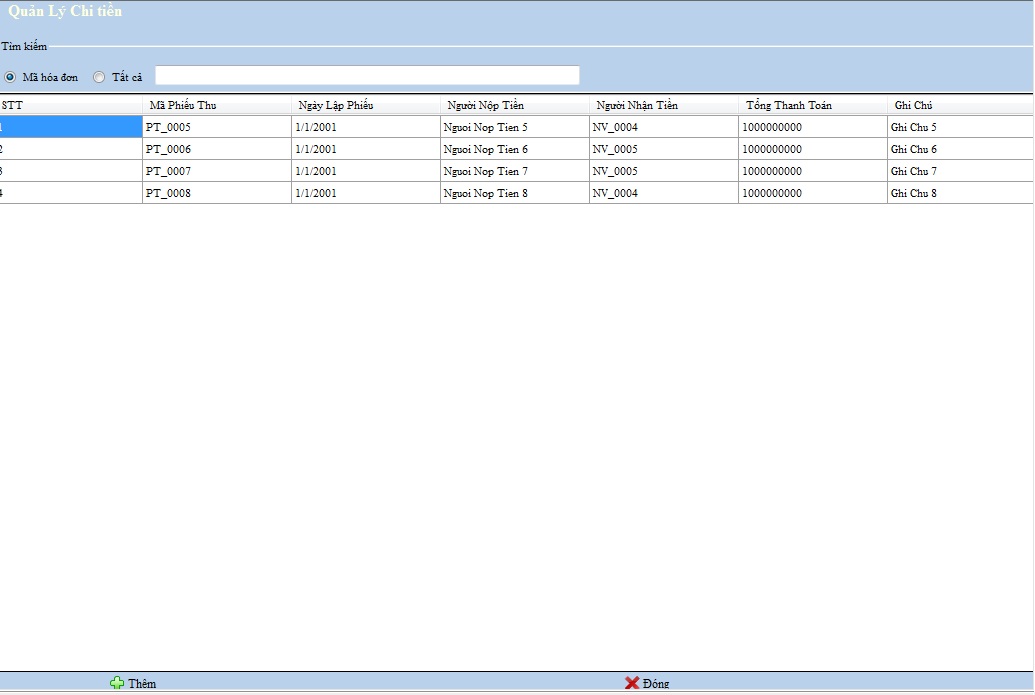 Quản Lý Chi tiền
Tìm kiếm
Mã hóa đơn Tất cả
STT Mã Phiếu Thu Ngày Lập Phiếu Người Nộp Tiền Người Nhận Tiền Tổng Thanh Toán Ghi Chú
1 PT_0005 1/1/2001 Nguoi Nop Tien 5 NV_0004 1000000000 Ghi Chu 5
2 PT_0006 1/1/2001 Nguoi Nop Tien 6 NV_0005 1000000000 Ghi Chu 6
3 PT_0007 1/1/2001 Nguoi Nop Tien 7 NV_0005 1000000000 Ghi Chu 7
4 PT_0008 1/1/2001 Nguoi Nop Tien 8 NV_0004 1000000000 Ghi Chu 8
Thêm Đóng